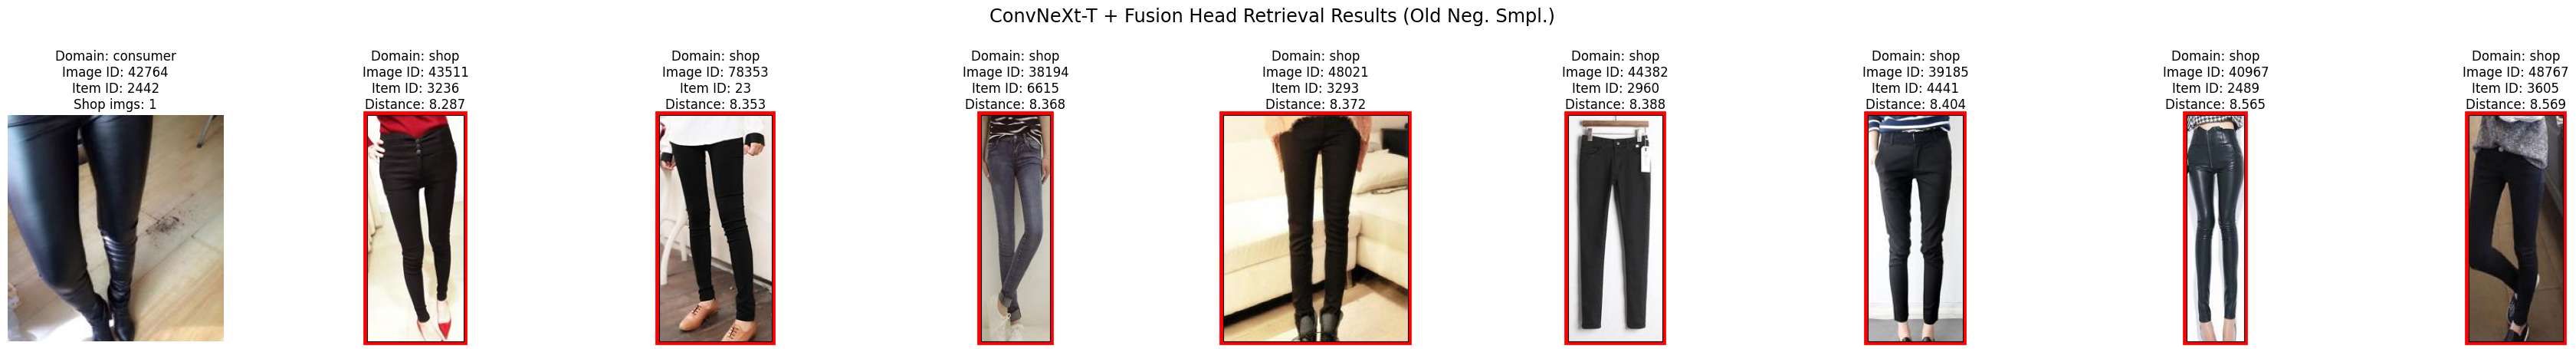 ConvNeXt-T + Fusion Head Retrieval Results (Old Neg. Smpl.)
Domain: consumer
Image ID: 42764
Item ID: 2442
Shop imgs: 1
Domain: shop
Image ID: 43511
Item ID: 3236
Distance: 8.287
Domain: shop
Image ID: 78353
Item ID: 23
Distance: 8.353
Domain: shop
Image ID: 38194
Item ID: 6615
Distance: 8.368
Domain: shop
Image ID: 48021
Item ID: 3293
Distance: 8.372
Domain: shop
Image ID: 44382
Item ID: 2960
Distance: 8.388
Domain: shop
Image ID: 39185
Item ID: 4441
Distance: 8.404
Domain: shop
Image ID: 40967
Item ID: 2489
Distance: 8.565
Domain: shop
Image ID: 48767
Item ID: 3605
Distance: 8.569